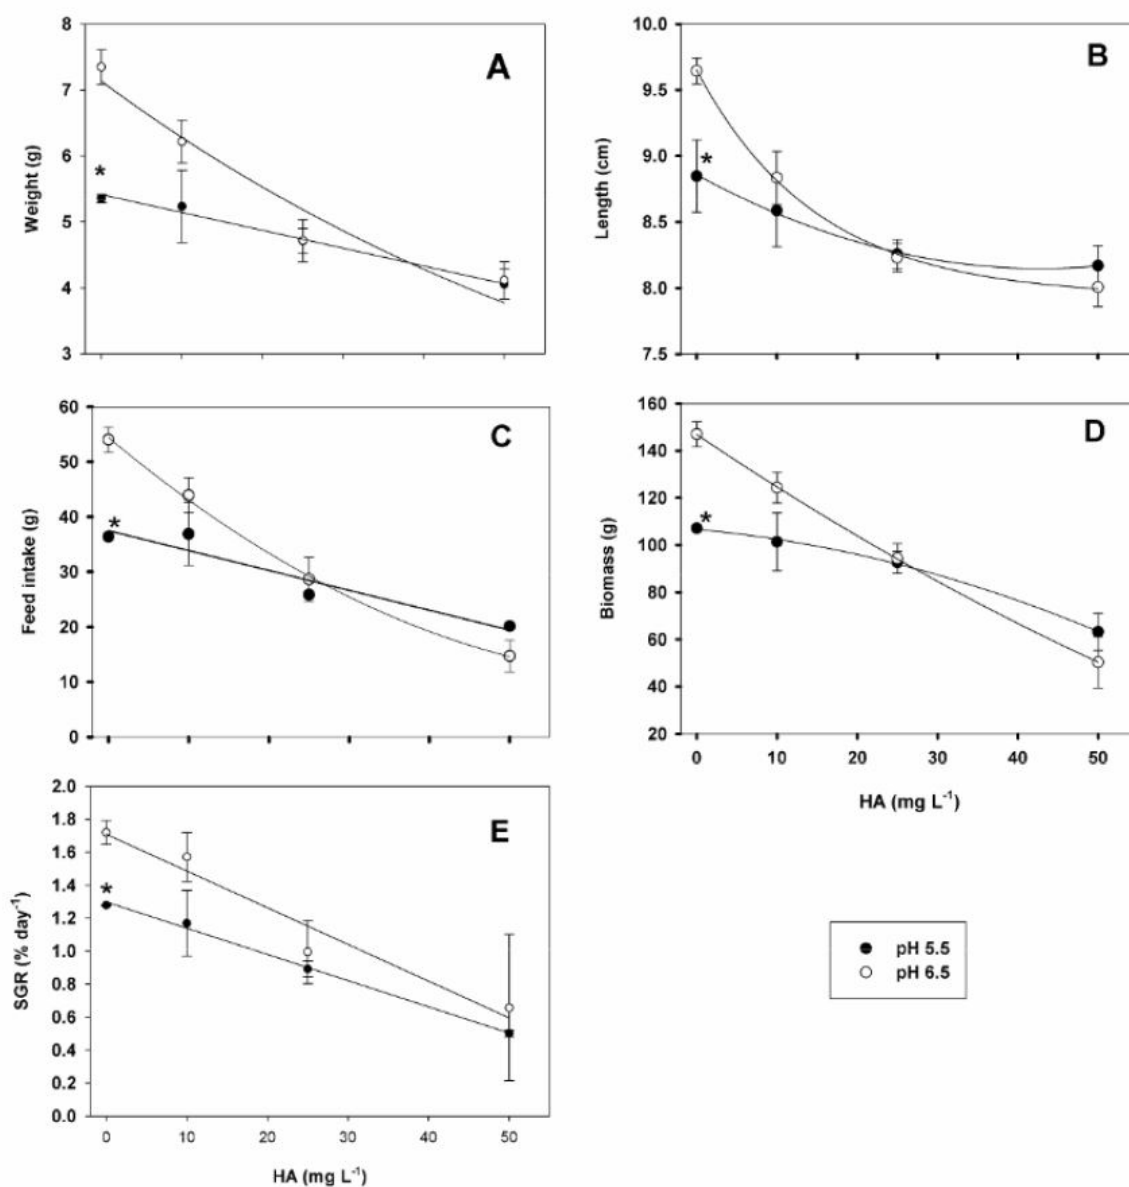 A
Weight (g)
8
7
6
5
4
3
*
B
Length (cm)
10.0
9.5
9.0
8.5
8.0
7.5
*
C
Feed intake (g)
60
50
40
30
20
10
0
*
D
Biomass (g)
160
140
120
100
80
60
40
20
*
0 10 20 30 40 50
HA (mg L⁻¹)
E
SGR (% day⁻¹)
2.0
1.8
1.6
1.4
1.2
1.0
0.8
0.6
0.4
0.2
0.0
*
0 10 20 30 40 50
HA (mg L⁻¹)
pH 5.5
pH 6.5